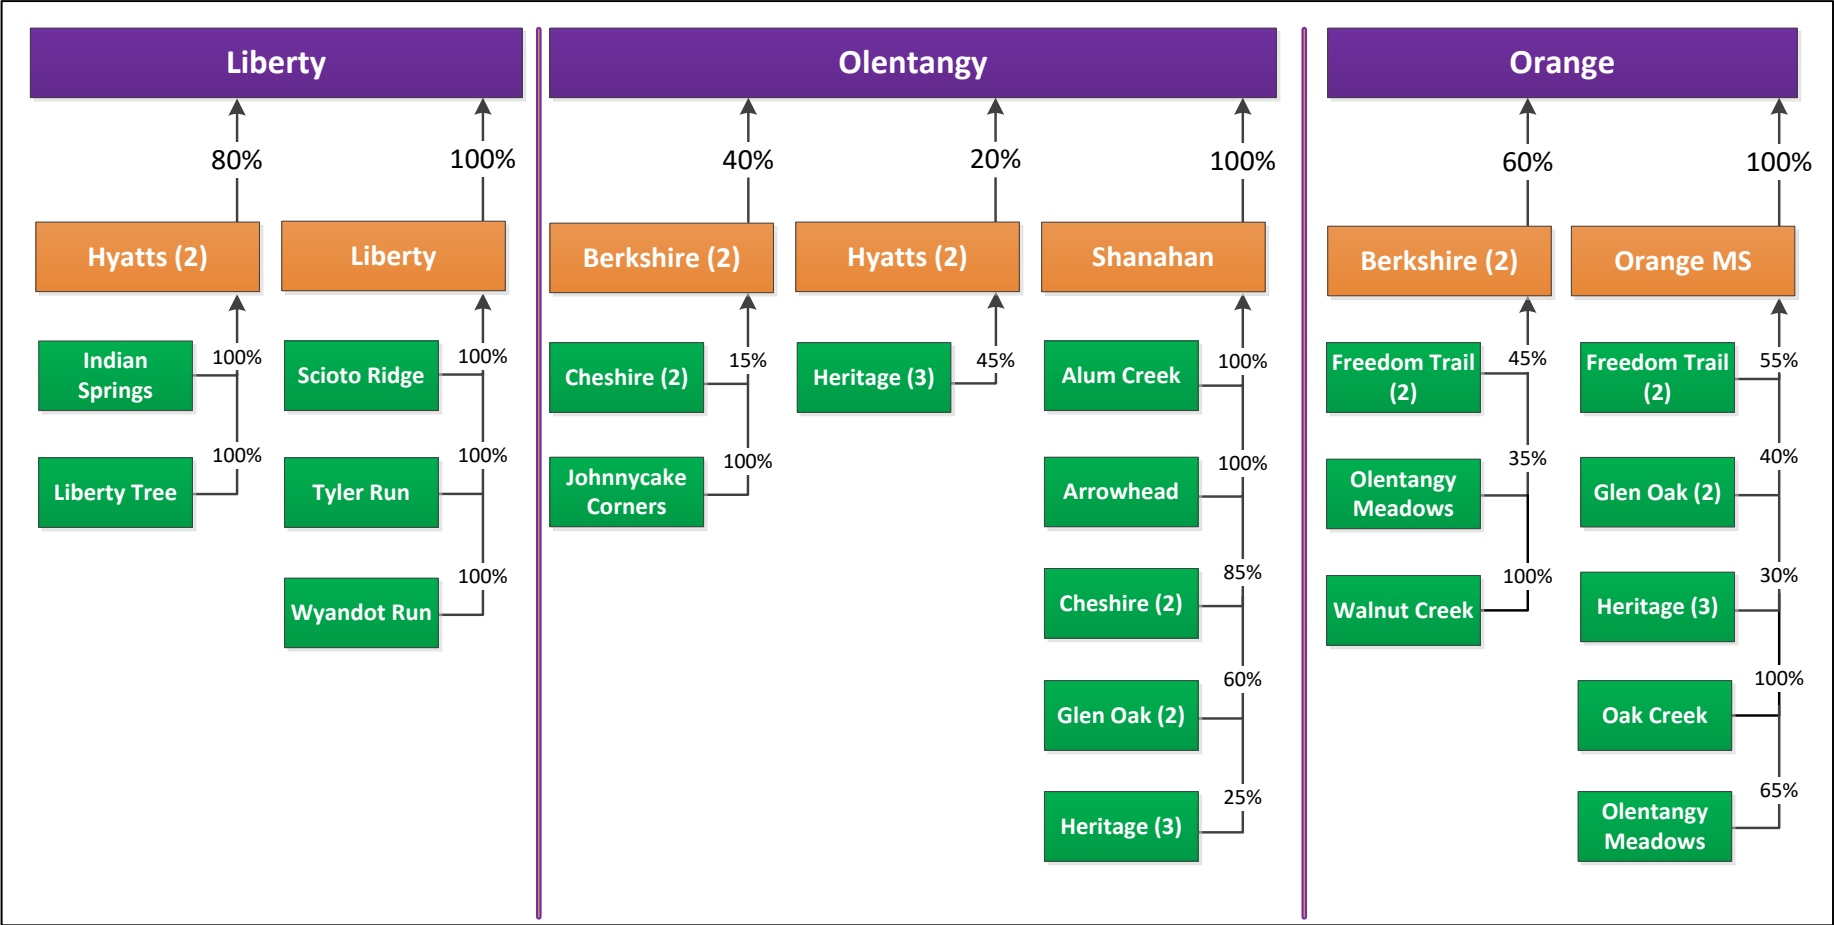 Liberty
Olentangy
Orange
80%
100%
40%
20%
100%
60%
100%
Hyatts (2)
Liberty
Berkshire (2)
Hyatts (2)
Shanahan
Berkshire (2)
Orange MS
Indian
Springs
100%
Liberty Tree
100%
Scioto Ridge
100%
Tyler Run
100%
Wyandot Run
100%
Cheshire (2)
15%
Johnnycake
Corners
100%
Heritage (3)
45%
Alum Creek
100%
Arrowhead
100%
Cheshire (2)
85%
Glen Oak (2)
60%
Heritage (3)
25%
Freedom Trail
(2)
45%
Olentangy
Meadows
35%
Walnut Creek
100%
Freedom Trail
(2)
55%
Glen Oak (2)
40%
Heritage (3)
30%
Oak Creek
100%
Olentangy
Meadows
65%